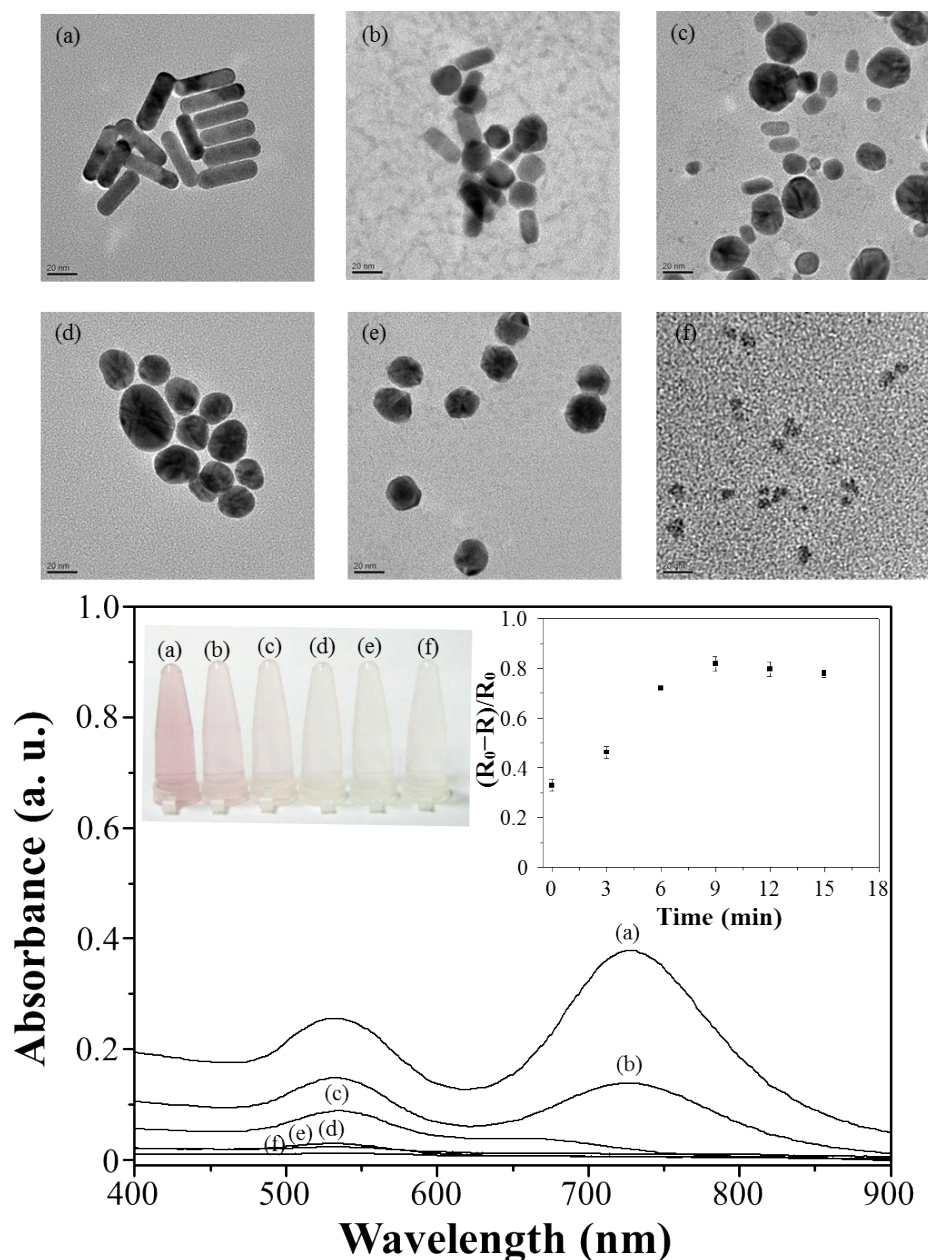 (a) (b) (c)
20 nm 20 nm 20 nm
(d) (e) (f)
20 nm 20 nm 20 nm
1.0
0.8
0.6
0.4
0.2
0
Absorbance (a. u.)
(a) (b) (c) (d) (e) (f)
1.0
0.8
0.6
0.4
0.2
0
(R₀−R)/R₀
0 3 6 9 12 15 18
Time (min)
(a)
(b)
(c)
(d)
(e)
(f)
400 500 600 700 800 900
Wavelength (nm)